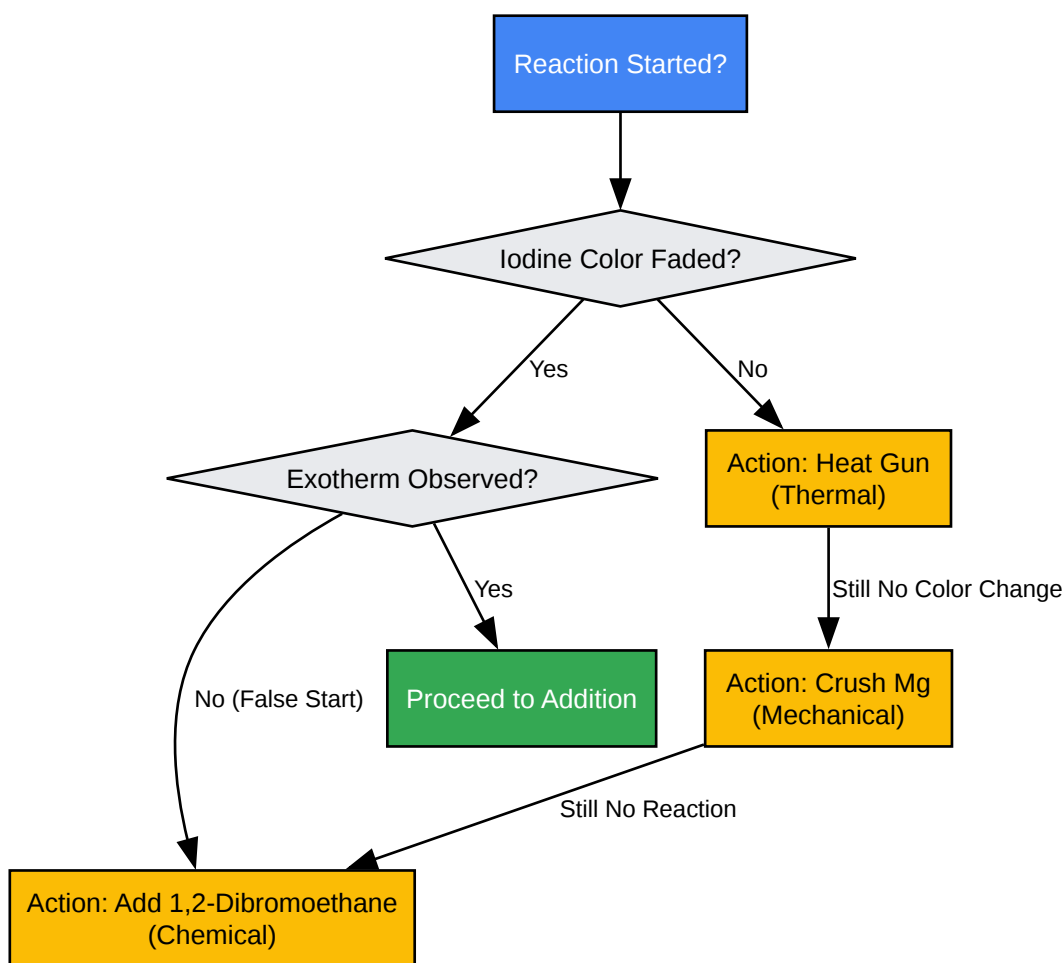 Reaction Started?
Iodine Color Faded?
Yes
No
Exotherm Observed?
Action: Heat Gun
(Thermal)
Yes
Still No Color Change
No (False Start)
Proceed to Addition
Action: Crush Mg
(Mechanical)
Still No Reaction
Action: Add 1,2-Dibromoethane
(Chemical)